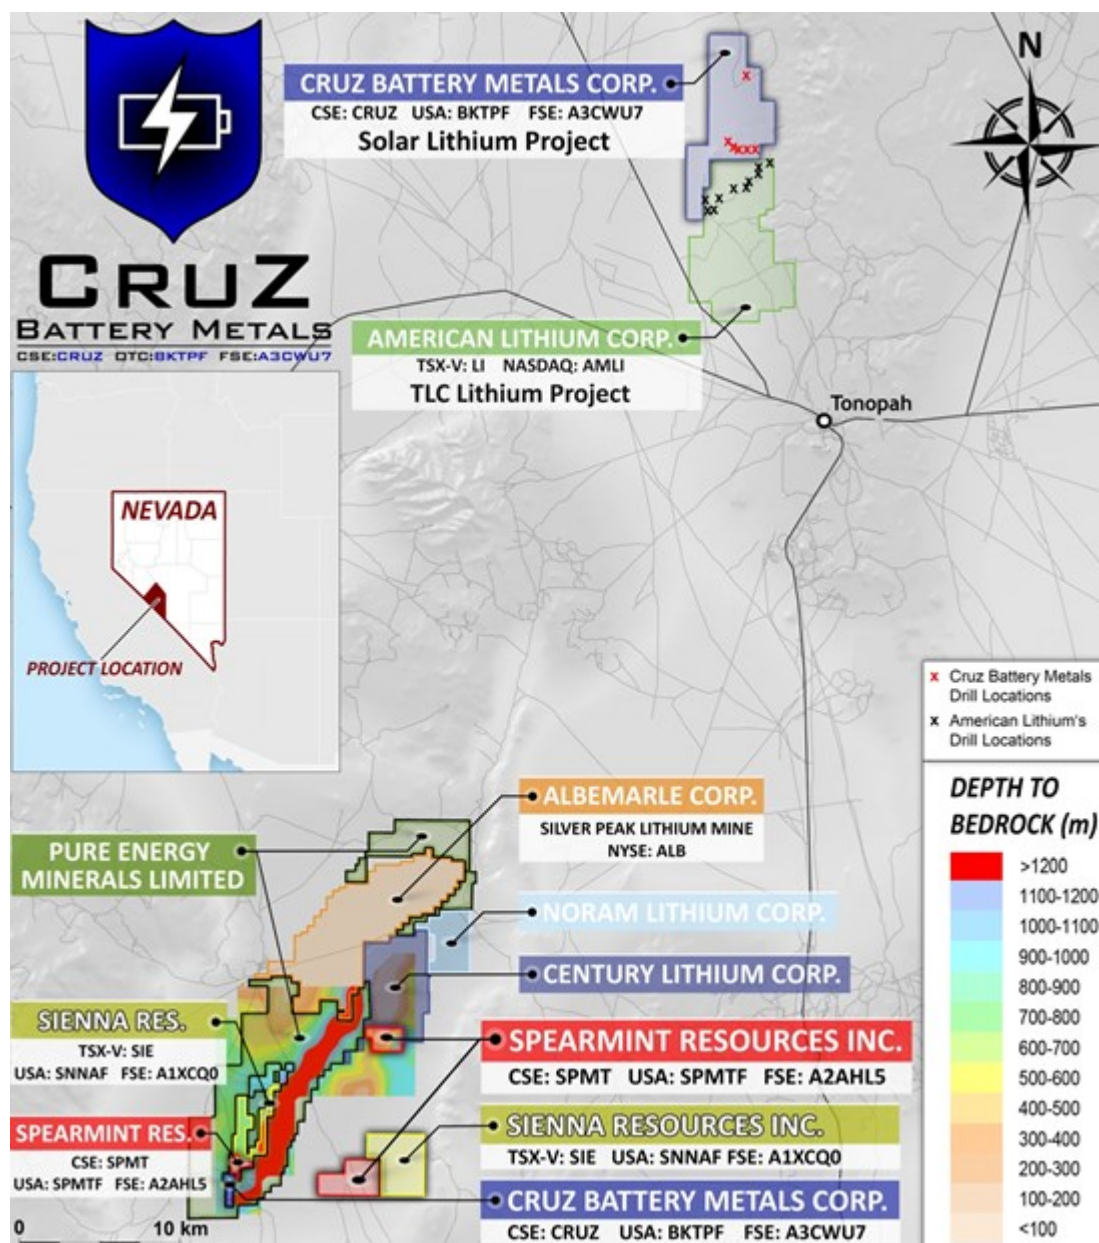 CRUZ BATTERY METALS CORP.
CSE: CRUZ USA: BKTPF FSE: A3CWU7
Solar Lithium Project
N
CRUZ
BATTERY METALS
CSE:CRUZ OTC:BKTPF FSE:A3CWU7
AMERICAN LITHIUM CORP.
TSX-V: LI NASDAQ: AMLI
TLC Lithium Project
Tonopah
NEVADA
PROJECT LOCATION
x Cruz Battery Metals
Drill Locations
x American Lithium's
Drill Locations
ALBEMARLE CORP.
SILVER PEAK LITHIUM MINE
NYSE: ALB
PURE ENERGY
MINERALS LIMITED
NORAM LITHIUM CORP.
CENTURY LITHIUM CORP.
SIENNA RES.
TSX-V: SIE
USA: SNNAF FSE: A1XCQ0
SPEARMINT RESOURCES INC.
CSE: SPMT USA: SPMTF FSE: A2AHL5
SPEARMINT RES.
CSE: SPMT
USA: SPMTF FSE: A2AHL5
SIENNA RESOURCES INC.
TSX-V: SIE USA: SNNAF FSE: A1XCQ0
CRUZ BATTERY METALS CORP.
CSE: CRUZ USA: BKTPF FSE: A3CWU7
0 10 km
DEPTH TO
BEDROCK (m)
>1200
1100-1200
1000-1100
900-1000
800-900
700-800
600-700
500-600
400-500
300-400
200-300
100-200
<100